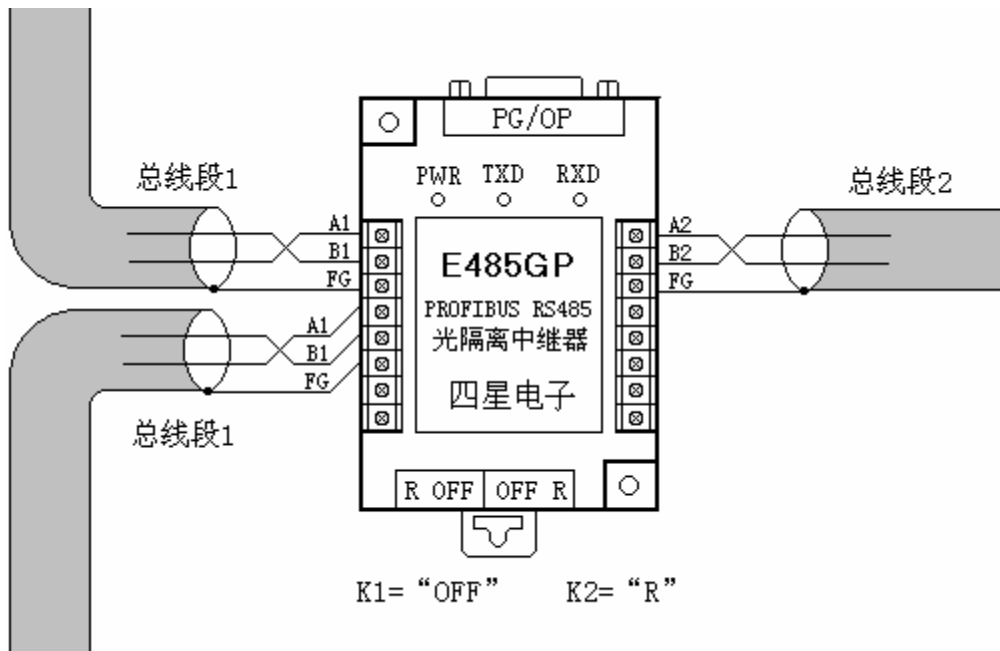 PG/OP
PWR TXD RXD
总线段1
总线段2
A1
B1
FG
A2
B2
FG
E485GP
PROFIBUS RS485
光隔离中继器
四星电子
A1
B1
FG
总线段1
R OFF OFF R
K1=“OFF” K2=“R”